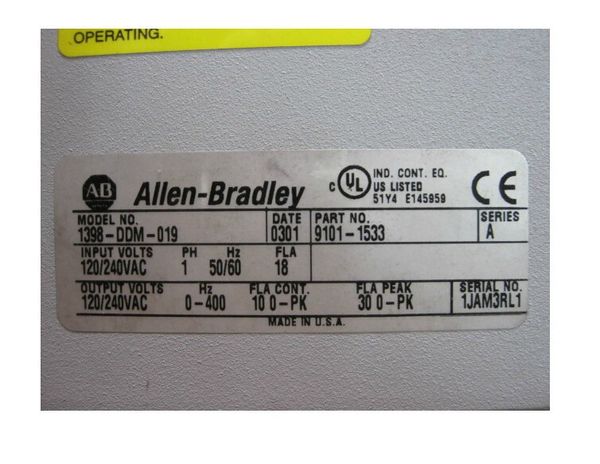 OPERATING.
AB Allen-Bradley
C UL US LISTED
IND. CONT. EQ.
51Y4 E145959
CE
MODEL NO. DATE PART NO. SERIES
1398-DDM-019 0301 9101-1533 A
INPUT VOLTS PH Hz FLA
120/240VAC 1 50/60 18
OUTPUT VOLTS Hz FLA CONT. FLA PEAK SERIAL NO.
120/240VAC 0-400 10 0-PK 30 0-PK 1JAM3RL1
MADE IN U.S.A.